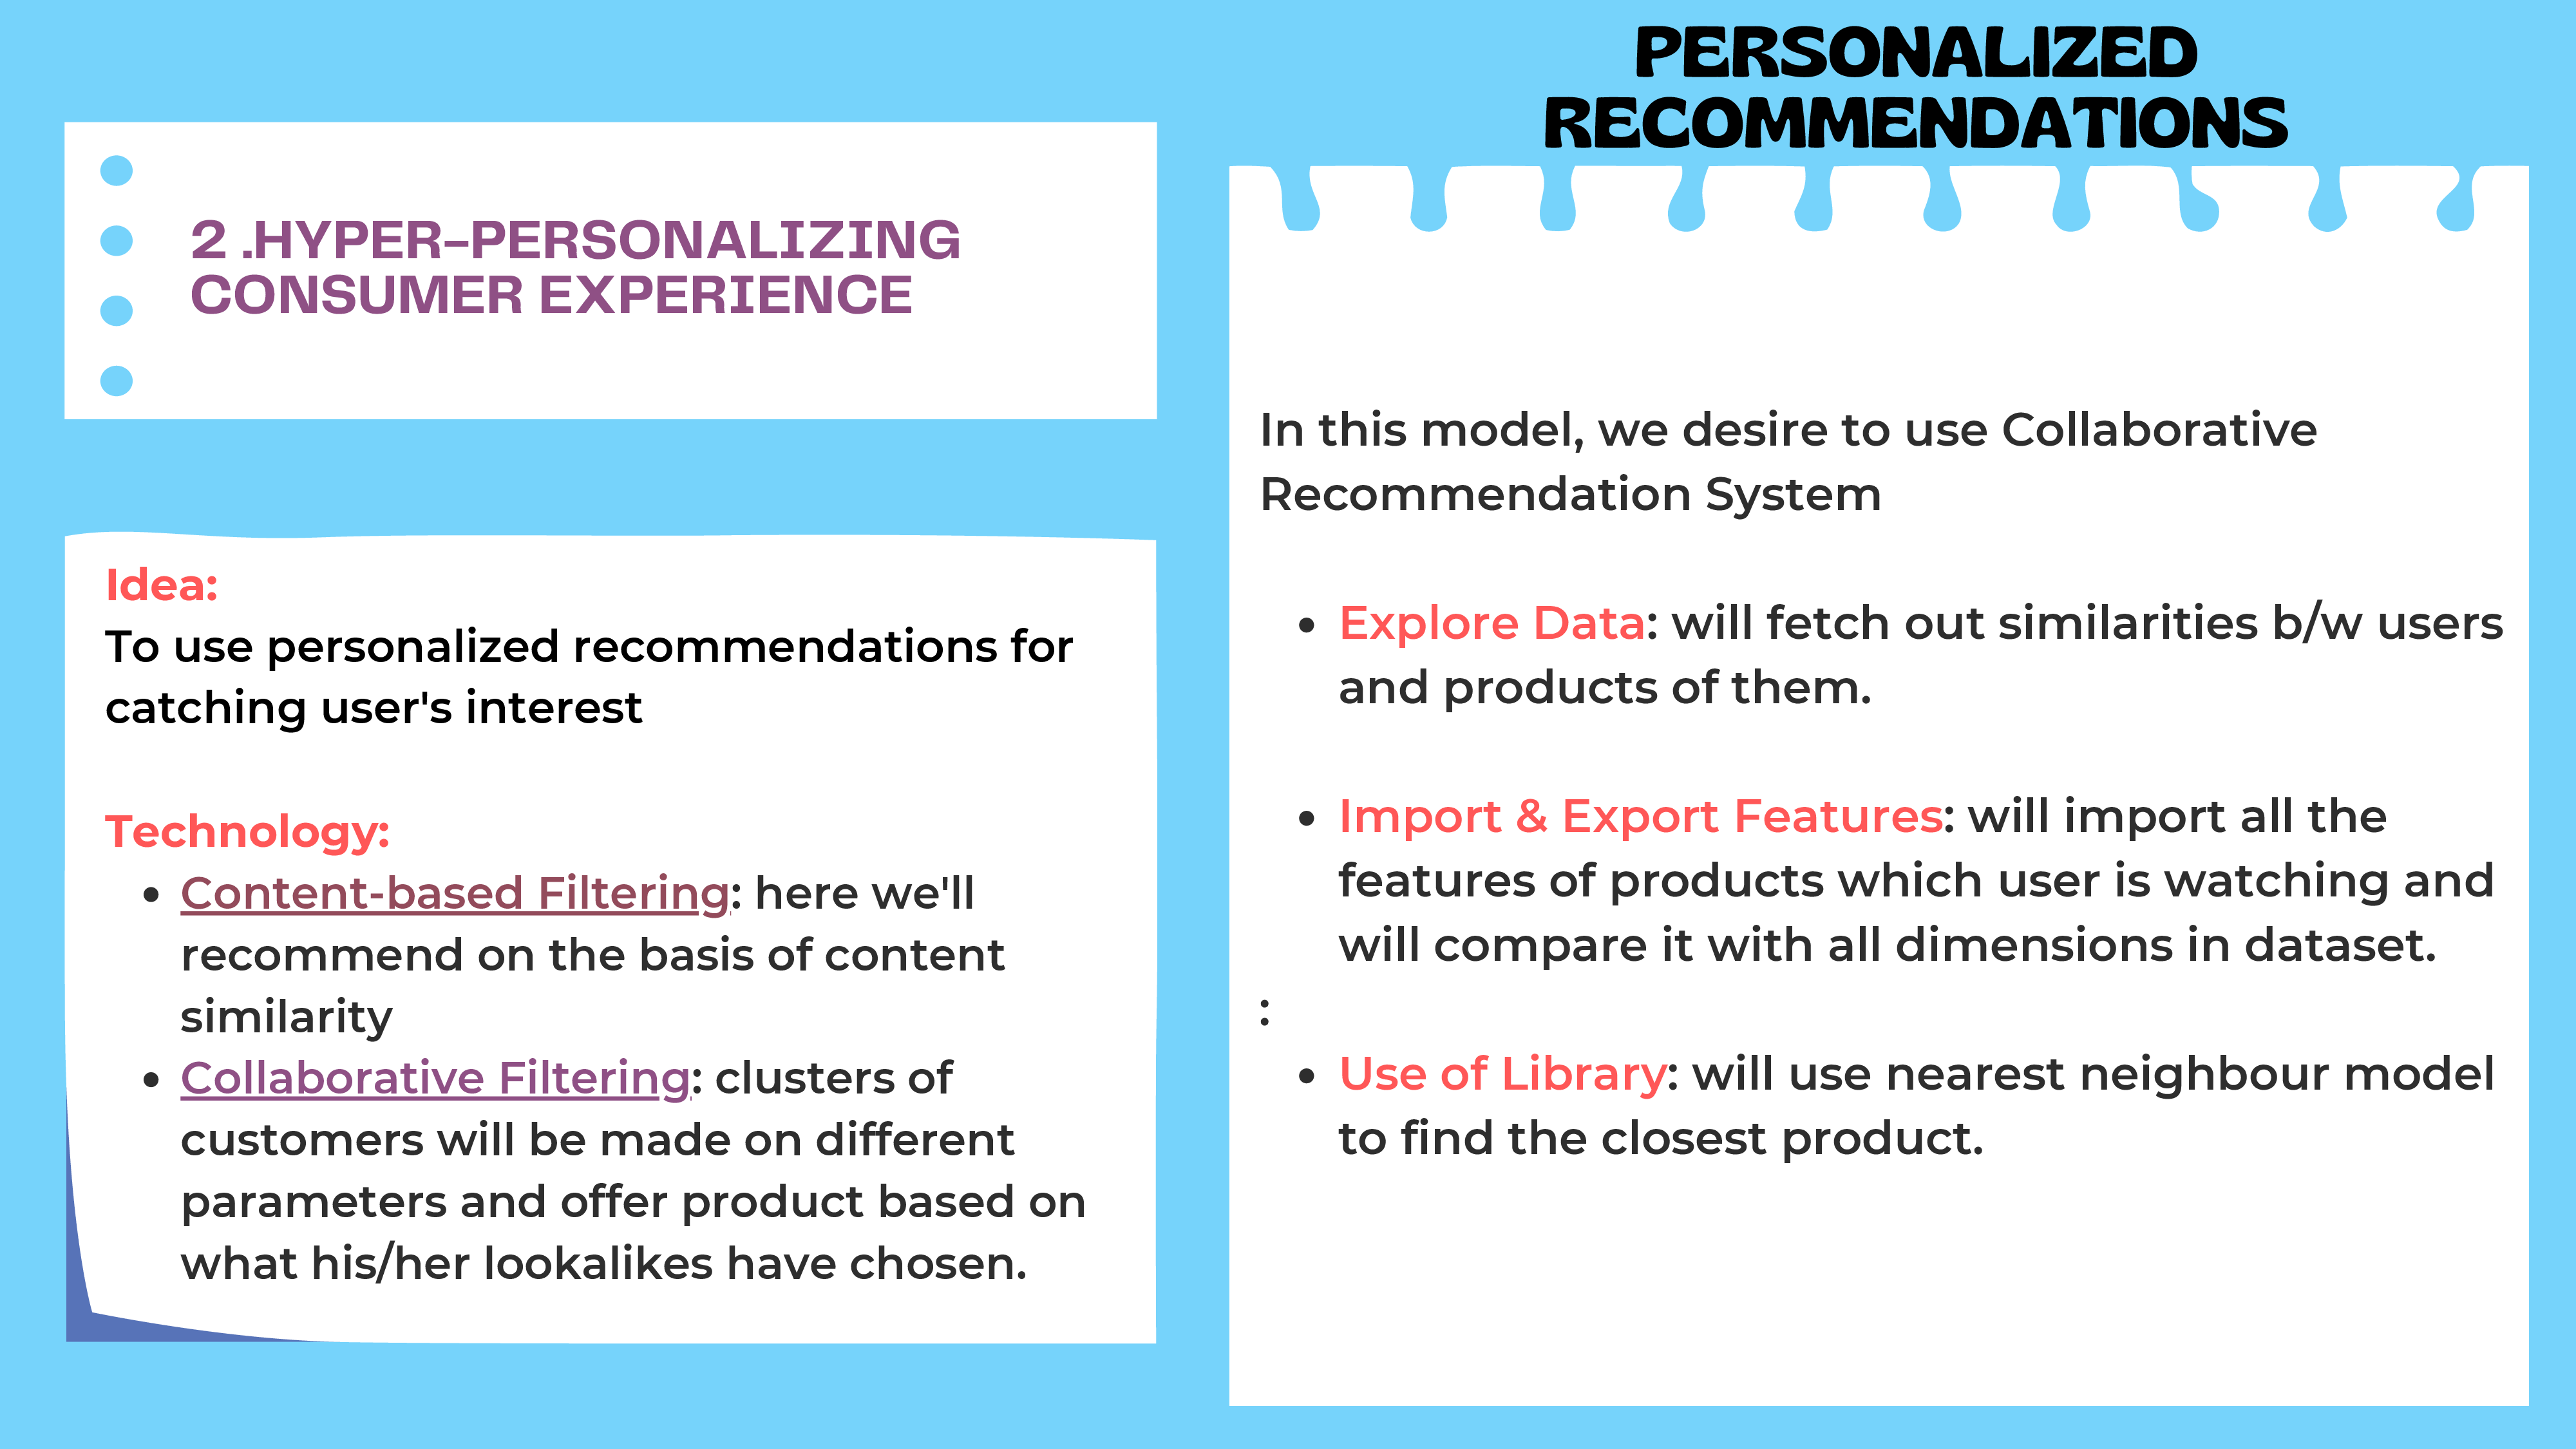 2 .HYPER-PERSONALIZING
CONSUMER EXPERIENCE
Idea:
To use personalized recommendations for
catching user's interest
Technology:
• Content-based Filtering: here we'll
recommend on the basis of content
similarity
• Collaborative Filtering: clusters of
customers will be made on different
parameters and offer product based on
what his/her lookalikes have chosen.
PERSONALIZED
RECOMMENDATIONS
In this model, we desire to use Collaborative
Recommendation System
• Explore Data: will fetch out similarities b/w users
and products of them.
• Import & Export Features: will import all the
features of products which user is watching and
will compare it with all dimensions in dataset.
:
• Use of Library: will use nearest neighbour model
to find the closest product.